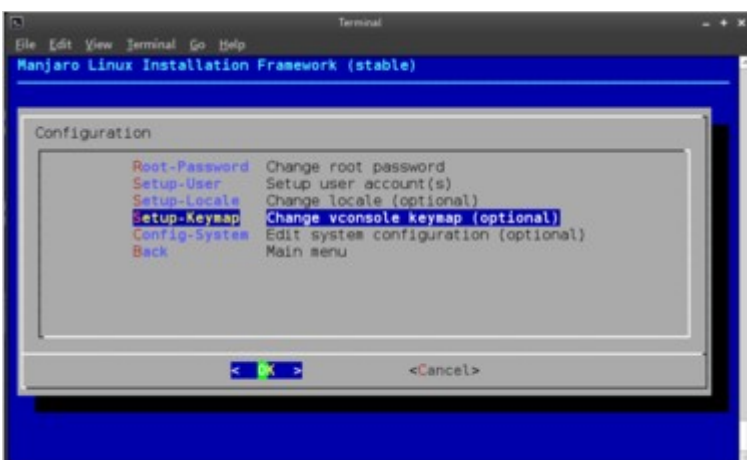 Terminal
File Edit View Terminal Go Help
Manjaro Linux Installation Framework (stable)
Configuration
Root-Password Change root password
Setup-User Setup user account(s)
Setup-Locale Change locale (optional)
Setup-Keymap Change vconsole keymap (optional)
Config-System Edit system configuration (optional)
Back Main menu
< OK > <Cancel>